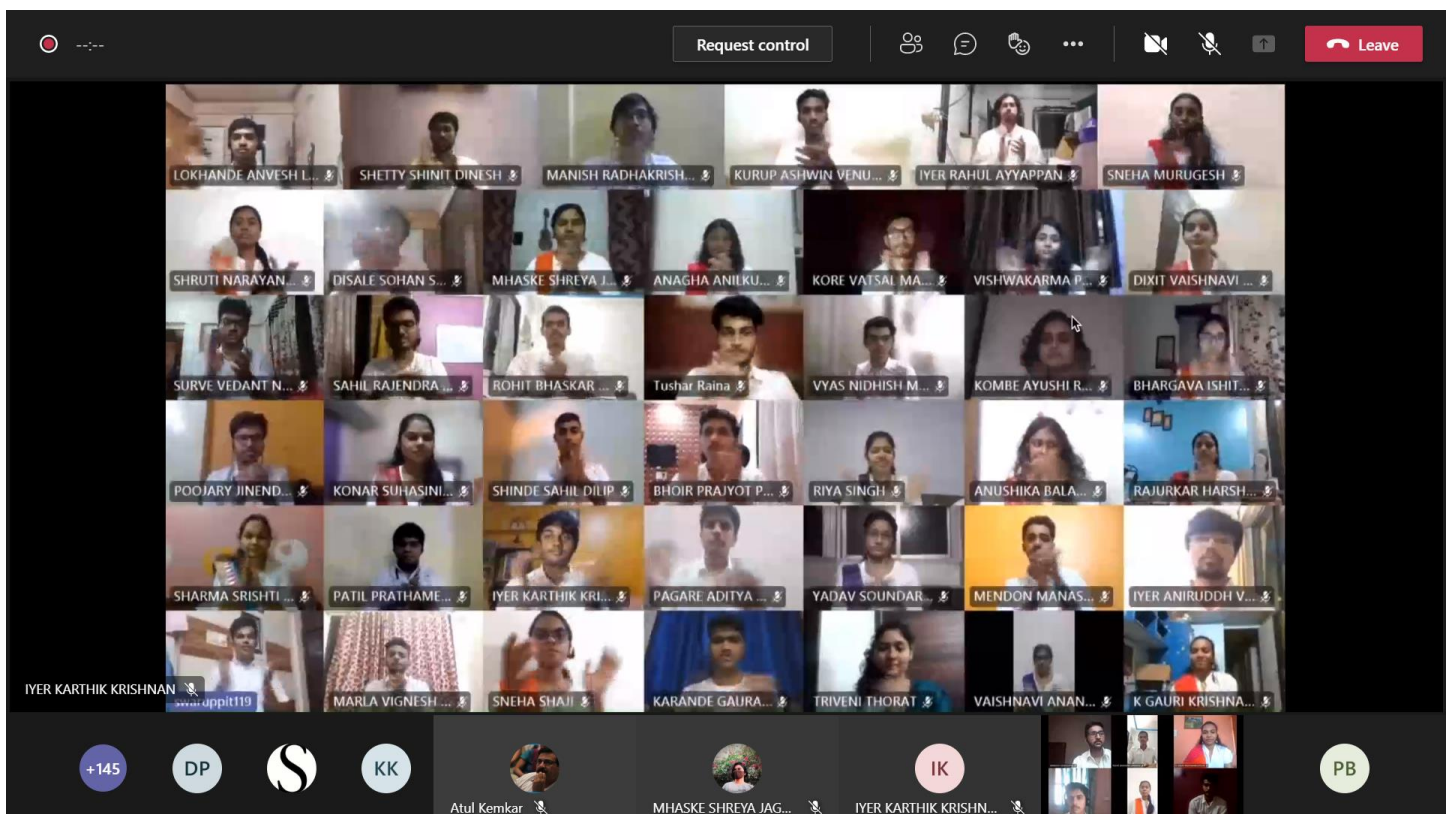 --:--
Request control
Leave
LOKHANDE ANVESH L...
SHETTY SHINIT DINESH
MANISH RADHAKRISH...
KURUP ASHWIN VENU...
IYER RAHUL AYYAPPAN
SNEHA MURUGESH
SHRUTI NARAYAN...
DISALE SOHAN S...
MHASKE SHREYA J...
ANAGHA ANILKU...
KORE VATSAL MA...
VISHWAKARMA P...
DIXIT VAISHNAVI ...
SURVE VEDANT N...
SAHIL RAJENDRA ...
ROHIT BHASKAR ...
Tushar Raina
VYAS NIDHISH M...
KOMBE AYUSHI R...
BHARGAVA ISHIT...
POOJARY JINEND...
KONAR SUHASINI...
SHINDE SAHIL DILIP
BHOIR PRAJYOT P...
RIYA SINGH
ANUSHIKA BALA...
RAJURKAR HARSH...
SHARMA SRISHTI ...
PATIL PRATHAME...
IYER KARTHIK KRI...
PAGARE ADITYA ...
YADAV SOUNDAR...
MENDON MANAS...
IYER ANIRUDDH V...
IYER KARTHIK KRISHNAN
swaruppit119
MARLA VIGNESH ...
SNEHA SHAJI
KARANDE GAURA...
TRIVENI THORAT
VAISHNAVI ANAN...
K GAURI KRISHNA...
+145
DP
S
KK
Atul Kemkar
MHASKE SHREYA JAG...
IK
IYER KARTHIK KRISHN...
PB